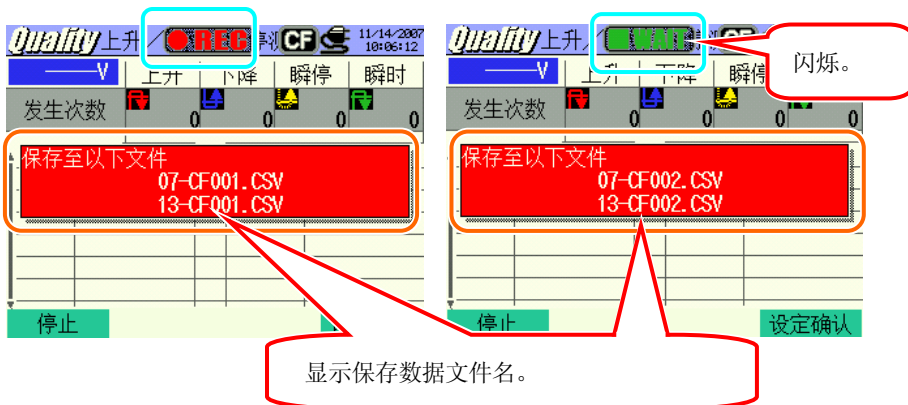 Quality 上升/ REC CF 11/14/2007
10:06:12
V 上升 下降 瞬停 瞬时
发生次数 0 0 0 0
保存至以下文件
07-CF001.CSV
13-CF001.CSV
停止
Quality 上升/ WAIT CF
V 上升 下降 瞬停
发生次数 0 0 0 0
保存至以下文件
07-CF002.CSV
13-CF002.CSV
停止 设定确认
闪烁。
显示保存数据文件名。